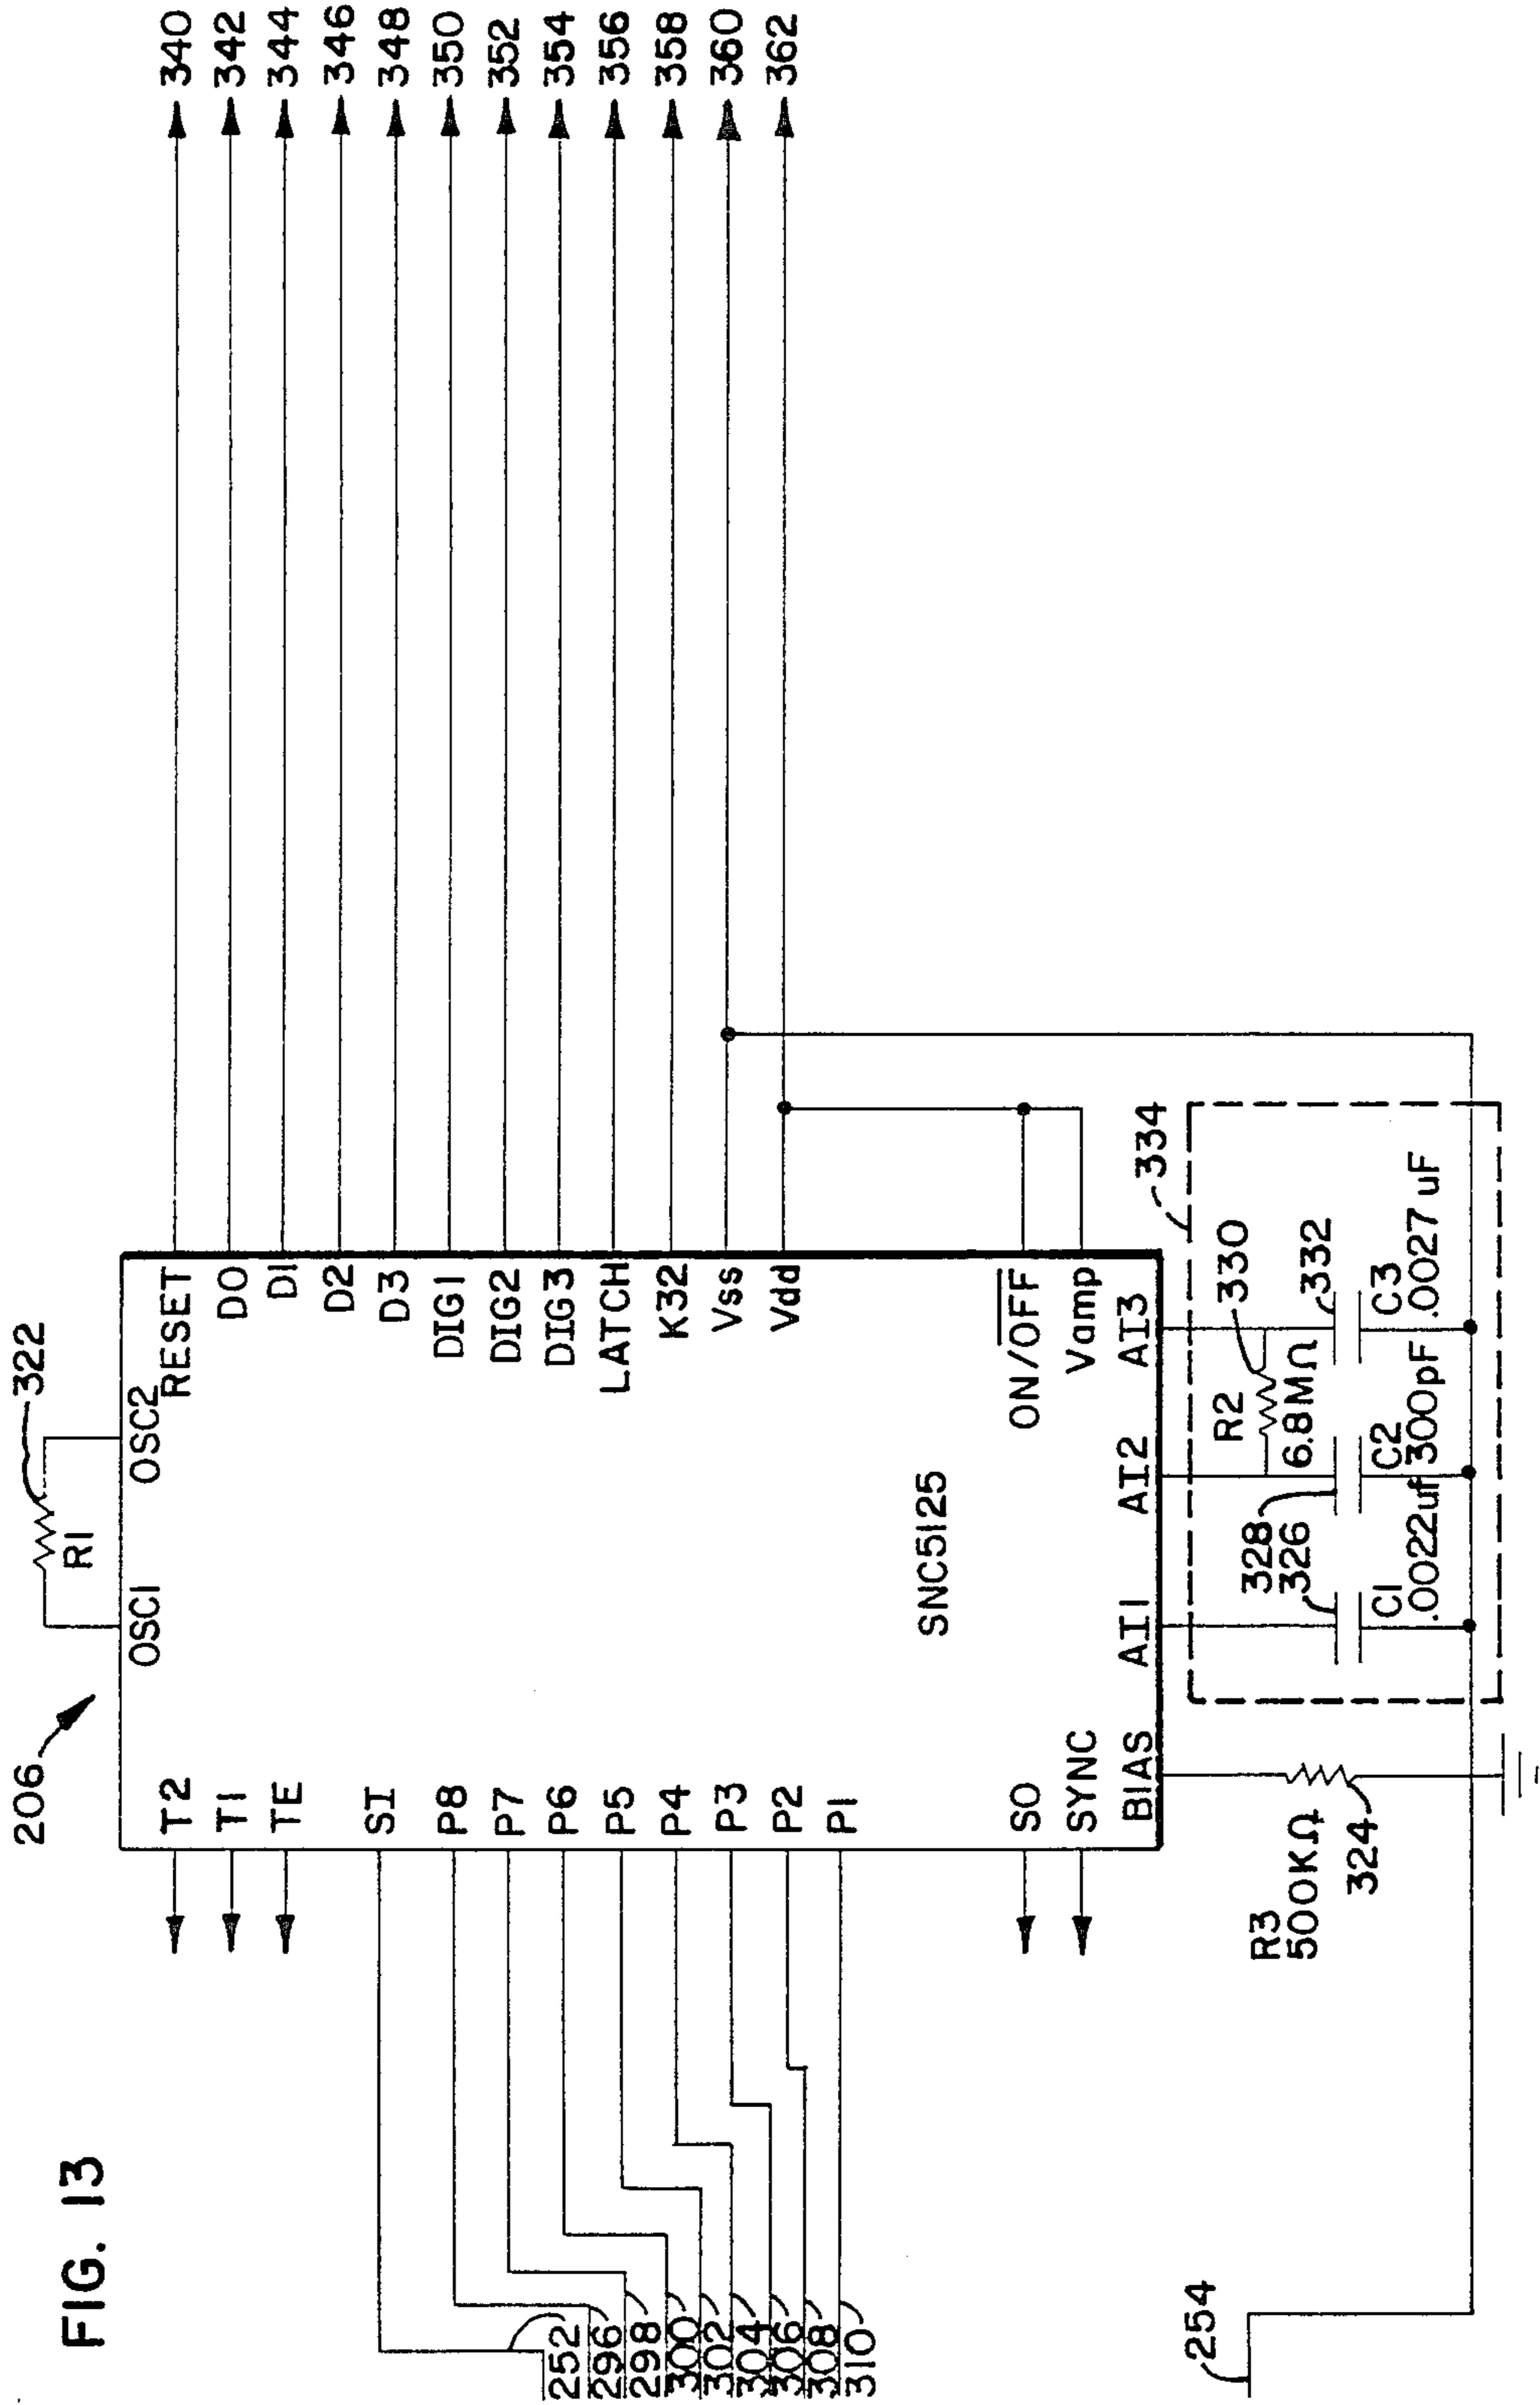 FIG. 13
206
322
R1
OSC1
OSC2
T2
T1
TE
SI
P8
P7
P6
P5
P4
P3
P2
P1
SO
SYNC
BIAS
RESET
D0
D1
D2
D3
DIG1
DIG2
DIG3
LATCH
K32
Vss
Vdd
ON/OFF
Vamp
SNC5125
AI1
AI2
AI3
340
342
344
346
348
350
352
354
356
358
360
362
252
296
298
300
302
304
306
308
310
254
R3
500KΩ
324
328
326
C1
.0022uf
R2
6.8MΩ
C2
300pF
330
332
C3
.0027uF
334